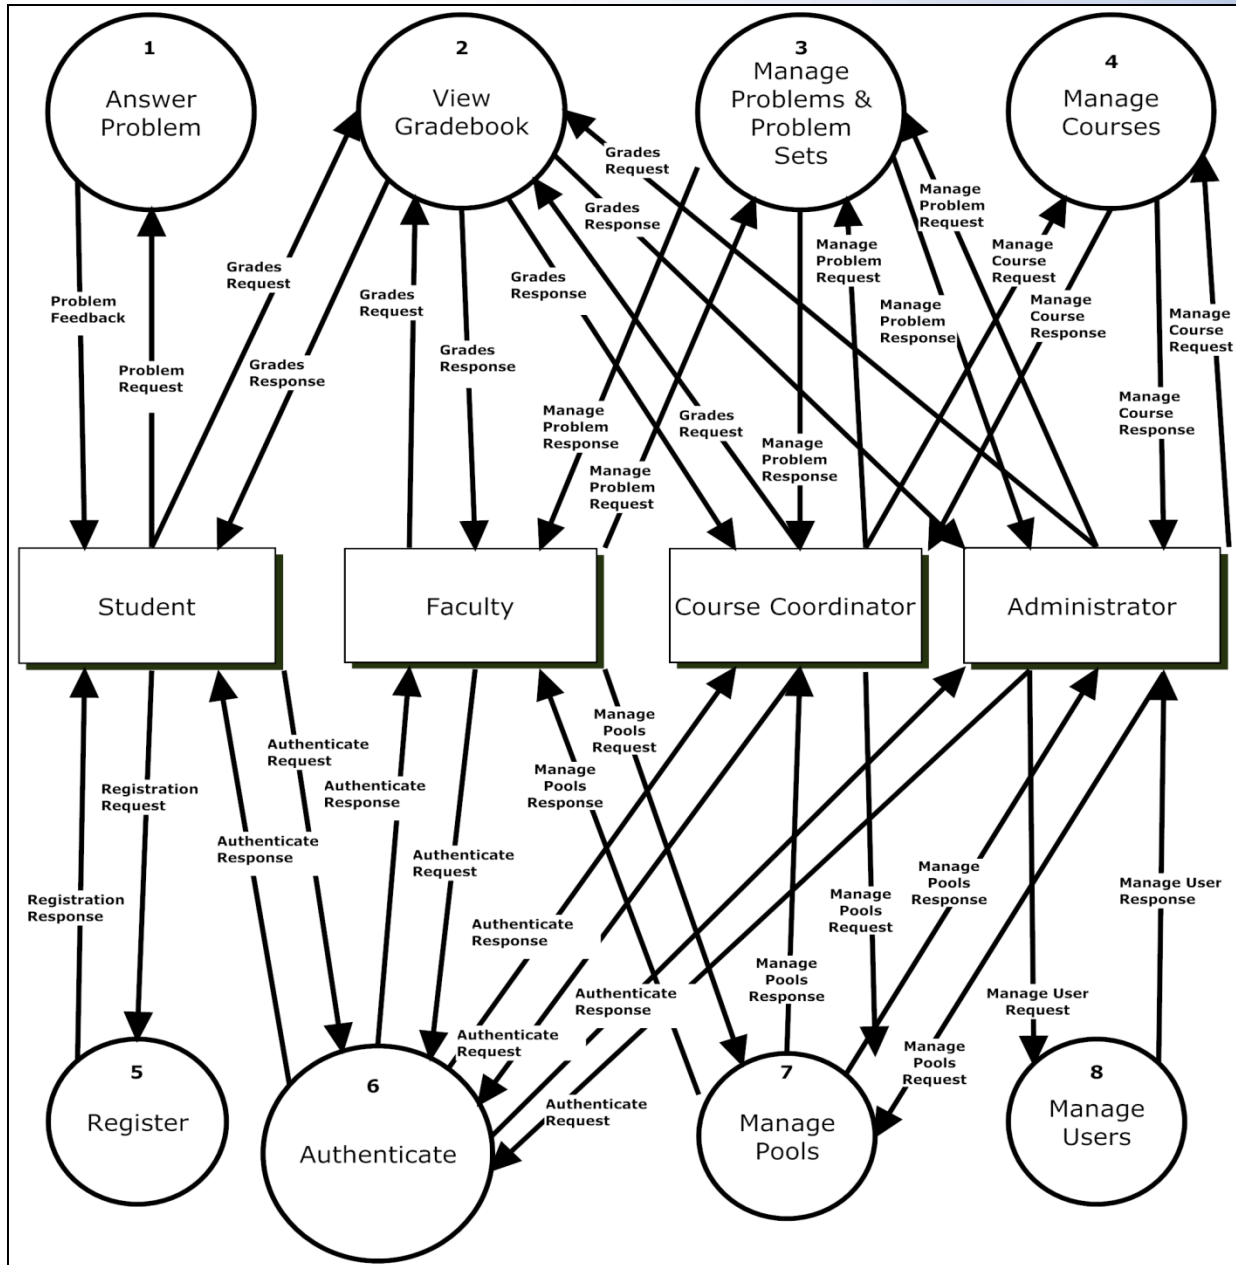 1
Answer
Problem
2
View
Gradebook
3
Manage
Problems &
Problem
Sets
4
Manage
Courses
Grades
Request
Grades
Response
Manage
Problem
Request
Manage
Problem
Request
Manage
Course
Request
Grades
Request
Grades
Request
Grades
Response
Problem
Feedback
Manage
Problem
Response
Manage
Course
Response
Manage
Course
Request
Problem
Request
Grades
Response
Grades
Response
Manage
Problem
Response
Grades
Request
Manage
Course
Response
Manage
Problem
Request
Manage
Problem
Response
Student
Faculty
Course Coordinator
Administrator
Authenticate
Request
Manage
Pools
Request
Registration
Request
Authenticate
Response
Manage
Pools
Response
Authenticate
Response
Authenticate
Request
Registration
Response
Authenticate
Response
Manage
Pools
Request
Manage
Pools
Response
Manage User
Response
Authenticate
Request
Authenticate
Response
Manage
Pools
Response
Manage User
Request
Manage
Pools
Request
Authenticate
Request
5
Register
6
Authenticate
7
Manage
Pools
8
Manage
Users